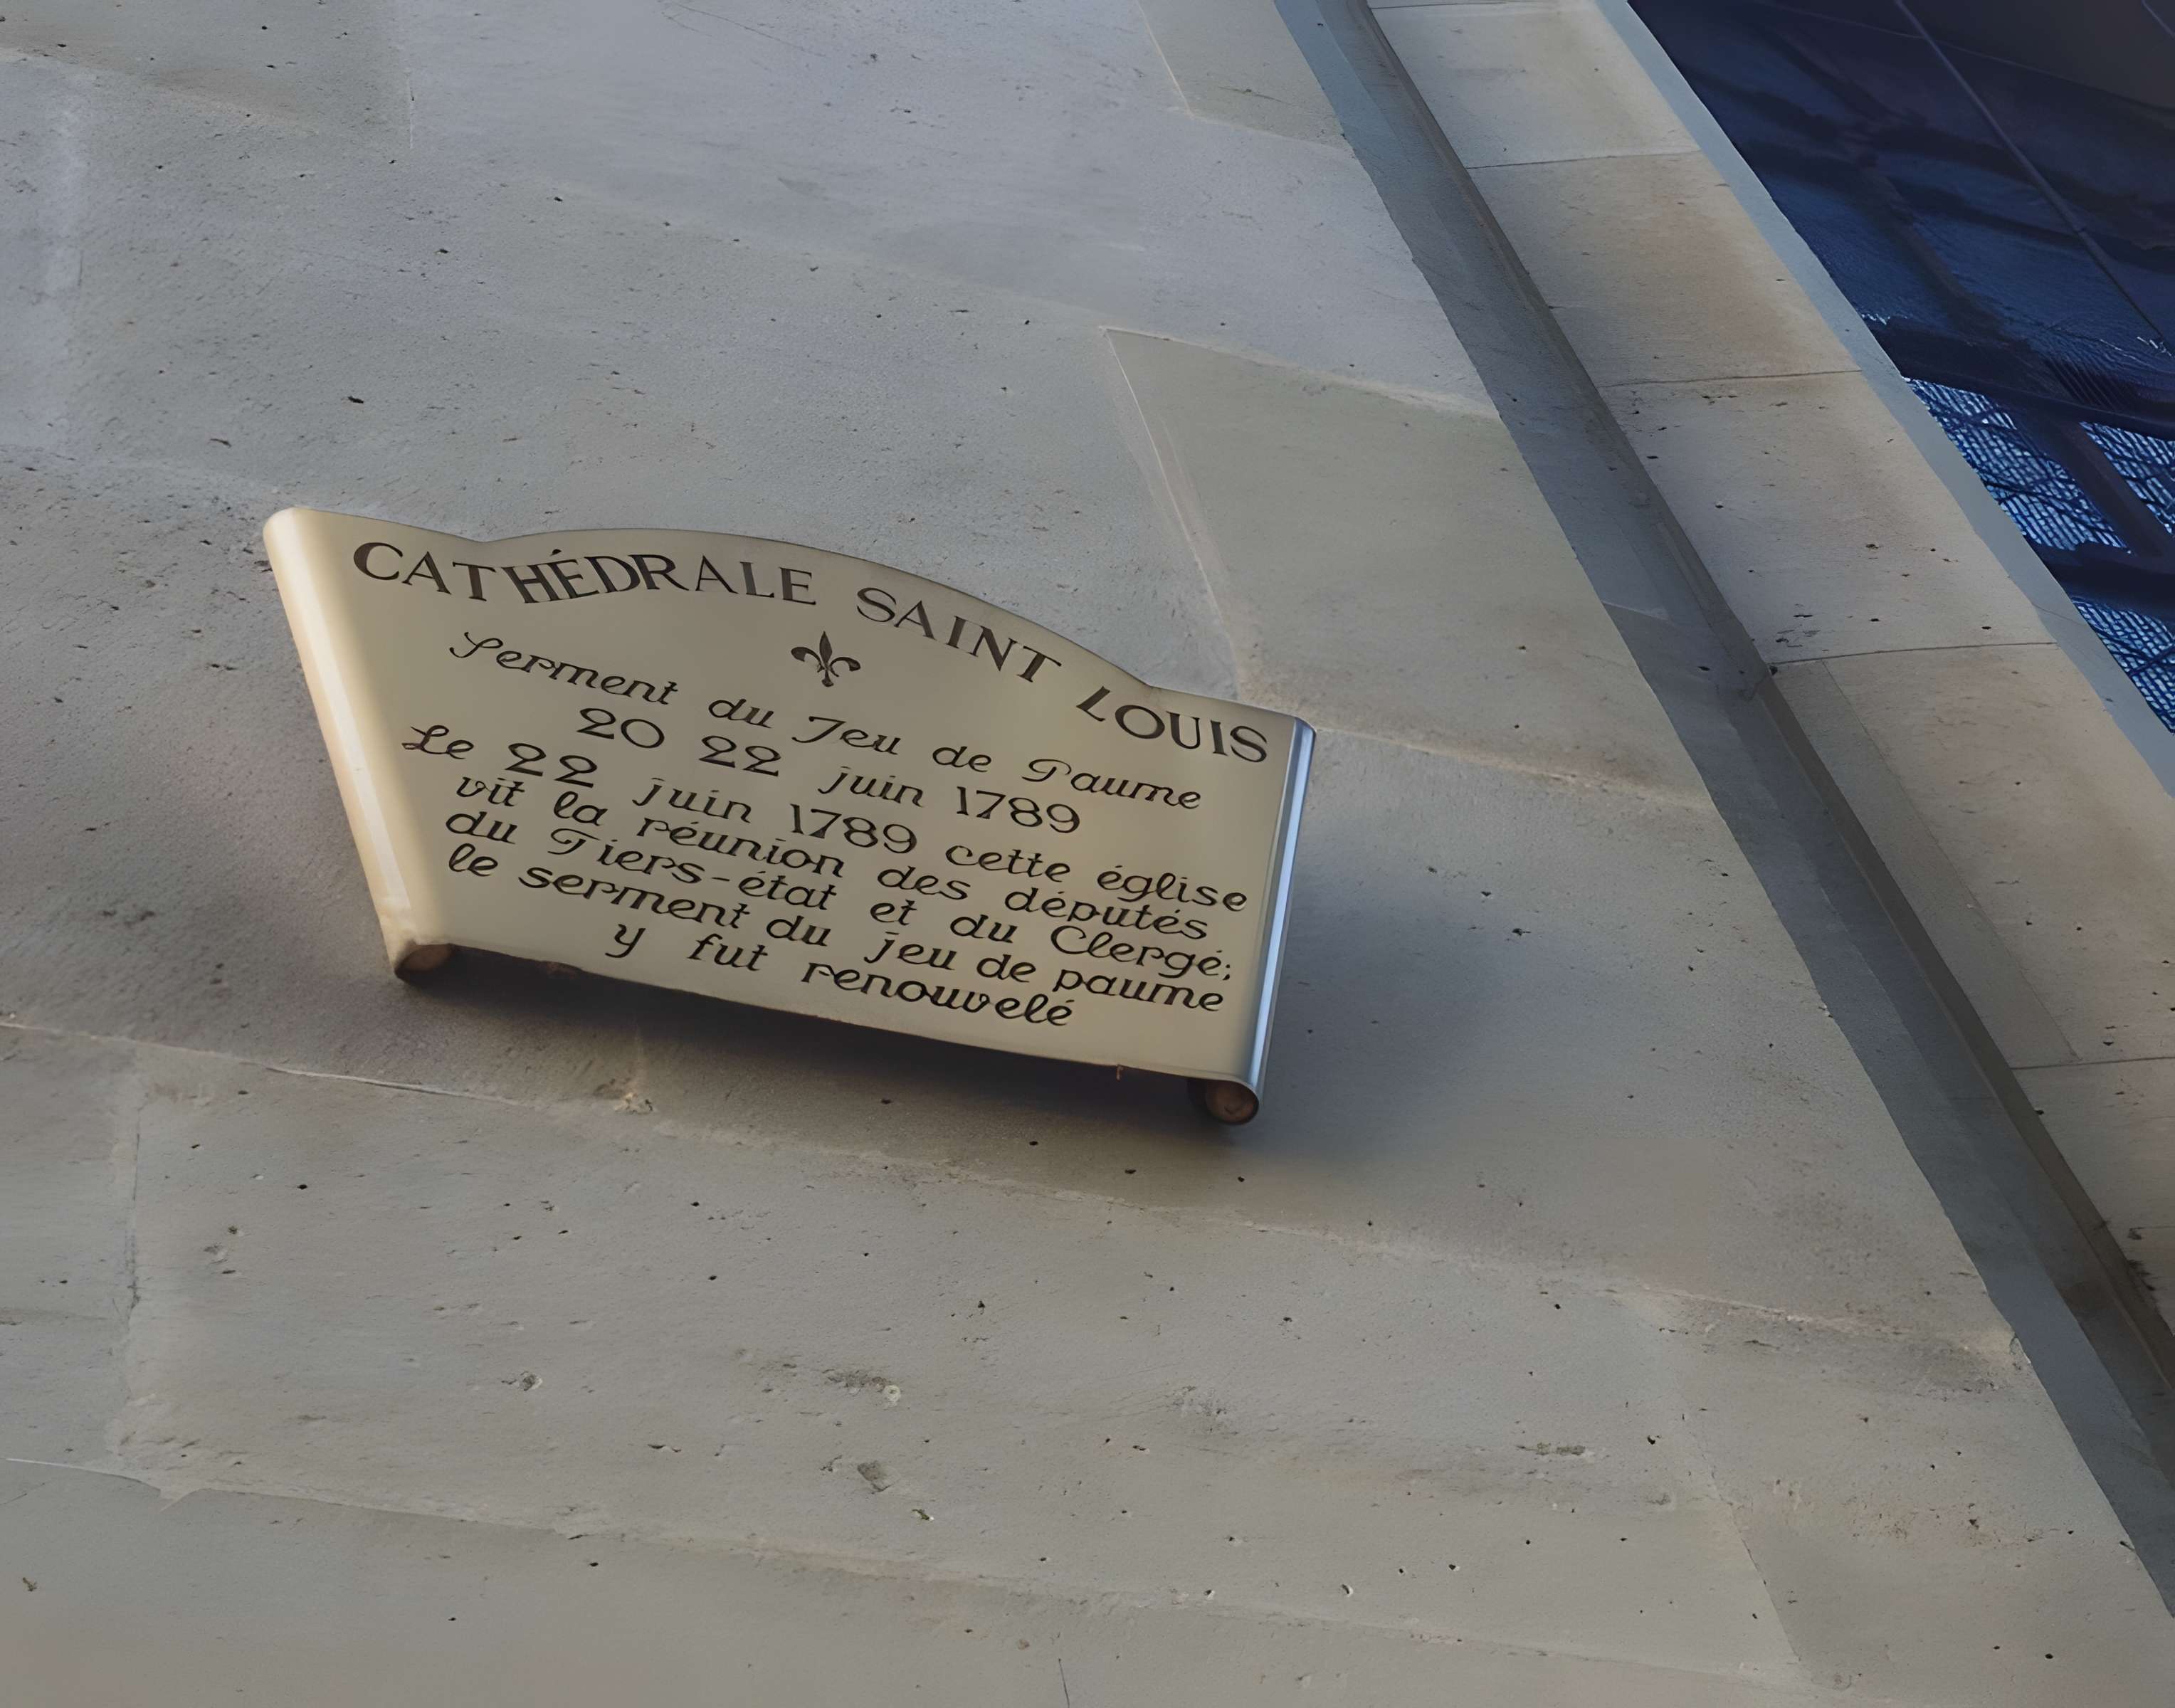 CATHÉDRALE SAINT LOUIS
Serment du Jeu de Paume
20 22 juin 1789
Le 22 juin 1789 cette église
vit la réunion des députés
du Tiers-état et du Clergé;
le serment du jeu de paume
y fut renouvelé